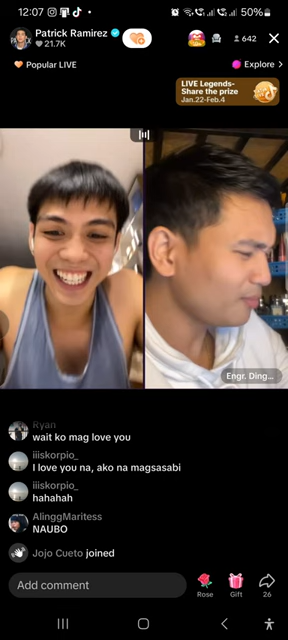 12:07
50%
Patrick Ramirez
21.7K
642
Popular LIVE
Explore >
LIVE Legends-
Share the prize
Jan.22-Feb.4
Engr. Ding...
Ryan
wait ko mag love you
iiiskorpio_
I love you na, ako na magsasabi
iiiskorpio_
hahahah
AlinggMaritess
NAUBO
Jojo Cueto joined
Add comment
Rose
Gift
26